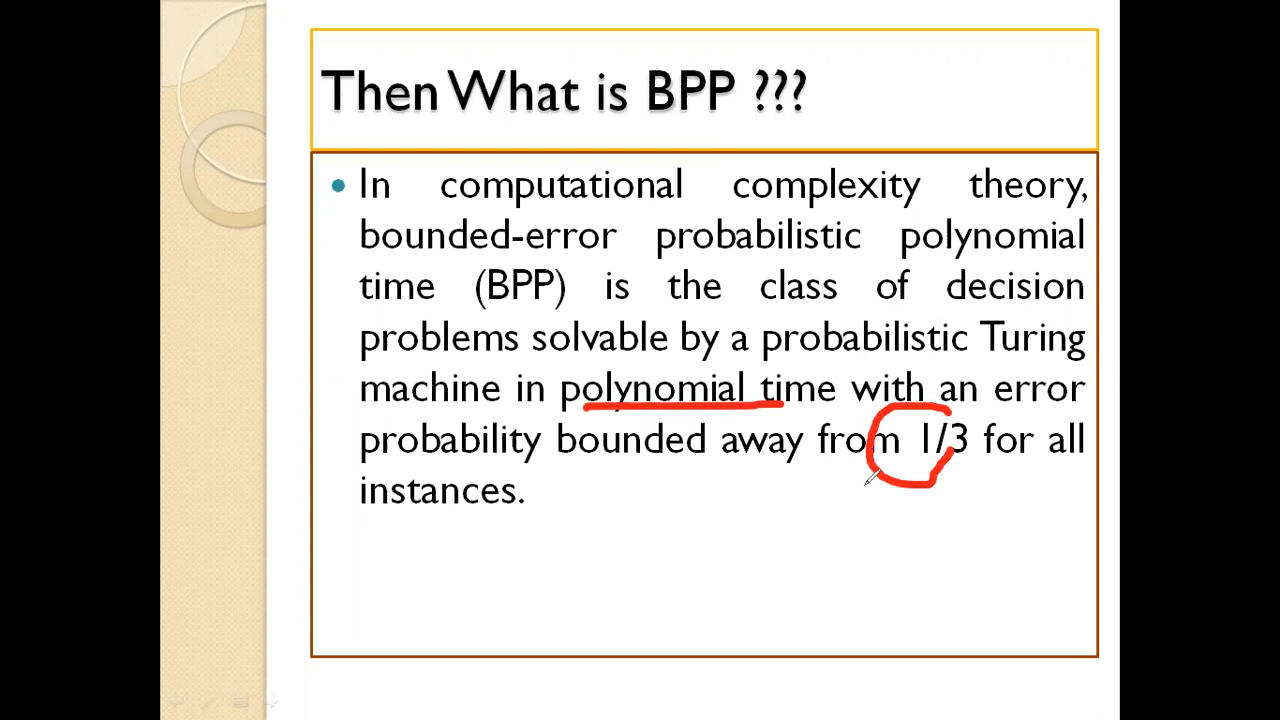 Then What is BPP ???
• In computational complexity theory,
bounded-error probabilistic polynomial
time (BPP) is the class of decision
problems solvable by a probabilistic Turing
machine in polynomial time with an error
probability bounded away from 1/3 for all
instances.